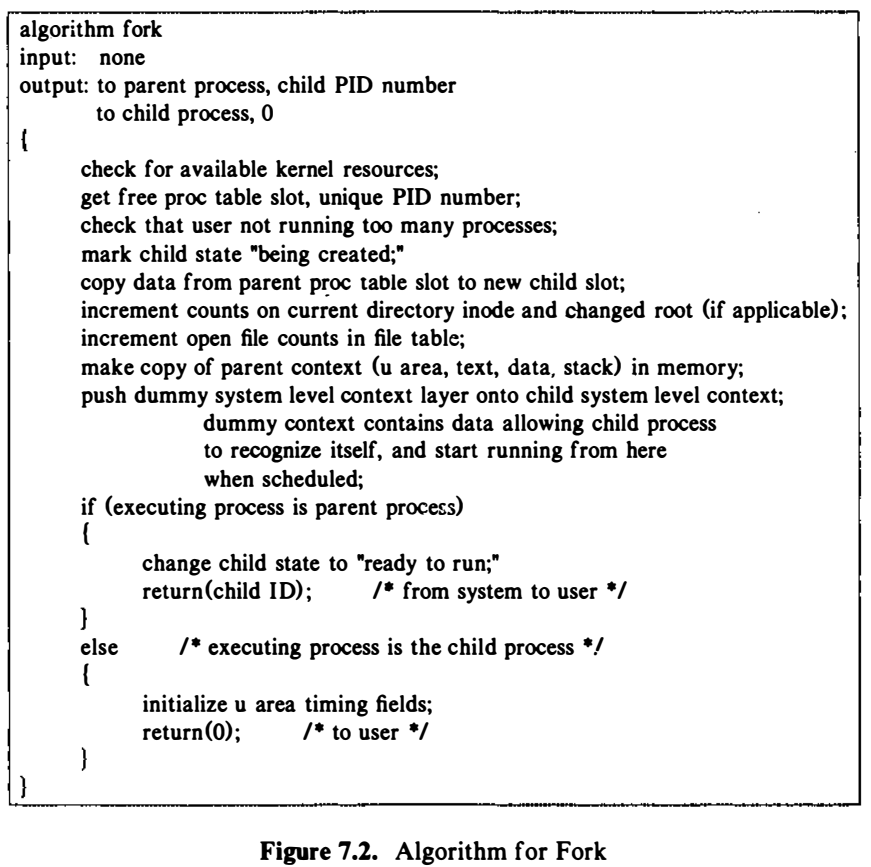 algorithm fork
input: none
output: to parent process, child PID number
to child process, 0
{
check for available kernel resources;
get free proc table slot, unique PID number;
check that user not running too many processes;
mark child state "being created;"
copy data from parent proc table slot to new child slot;
increment counts on current directory inode and changed root (if applicable);
increment open file counts in file table;
make copy of parent context (u area, text, data, stack) in memory;
push dummy system level context layer onto child system level context;
dummy context contains data allowing child process
to recognize itself, and start running from here
when scheduled;
if (executing process is parent process)
{
change child state to "ready to run;"
return(child ID); /* from system to user */
}
else /* executing process is the child process */
{
initialize u area timing fields;
return(0); /* to user */
}
}
Figure 7.2. Algorithm for Fork